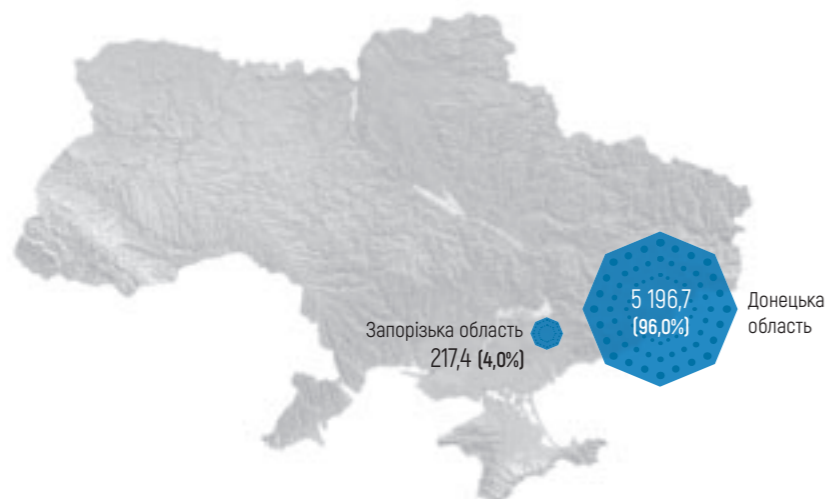 5 196,7
(96,0%)
Донецька
область
Запорізька область
217,4 (4,0%)